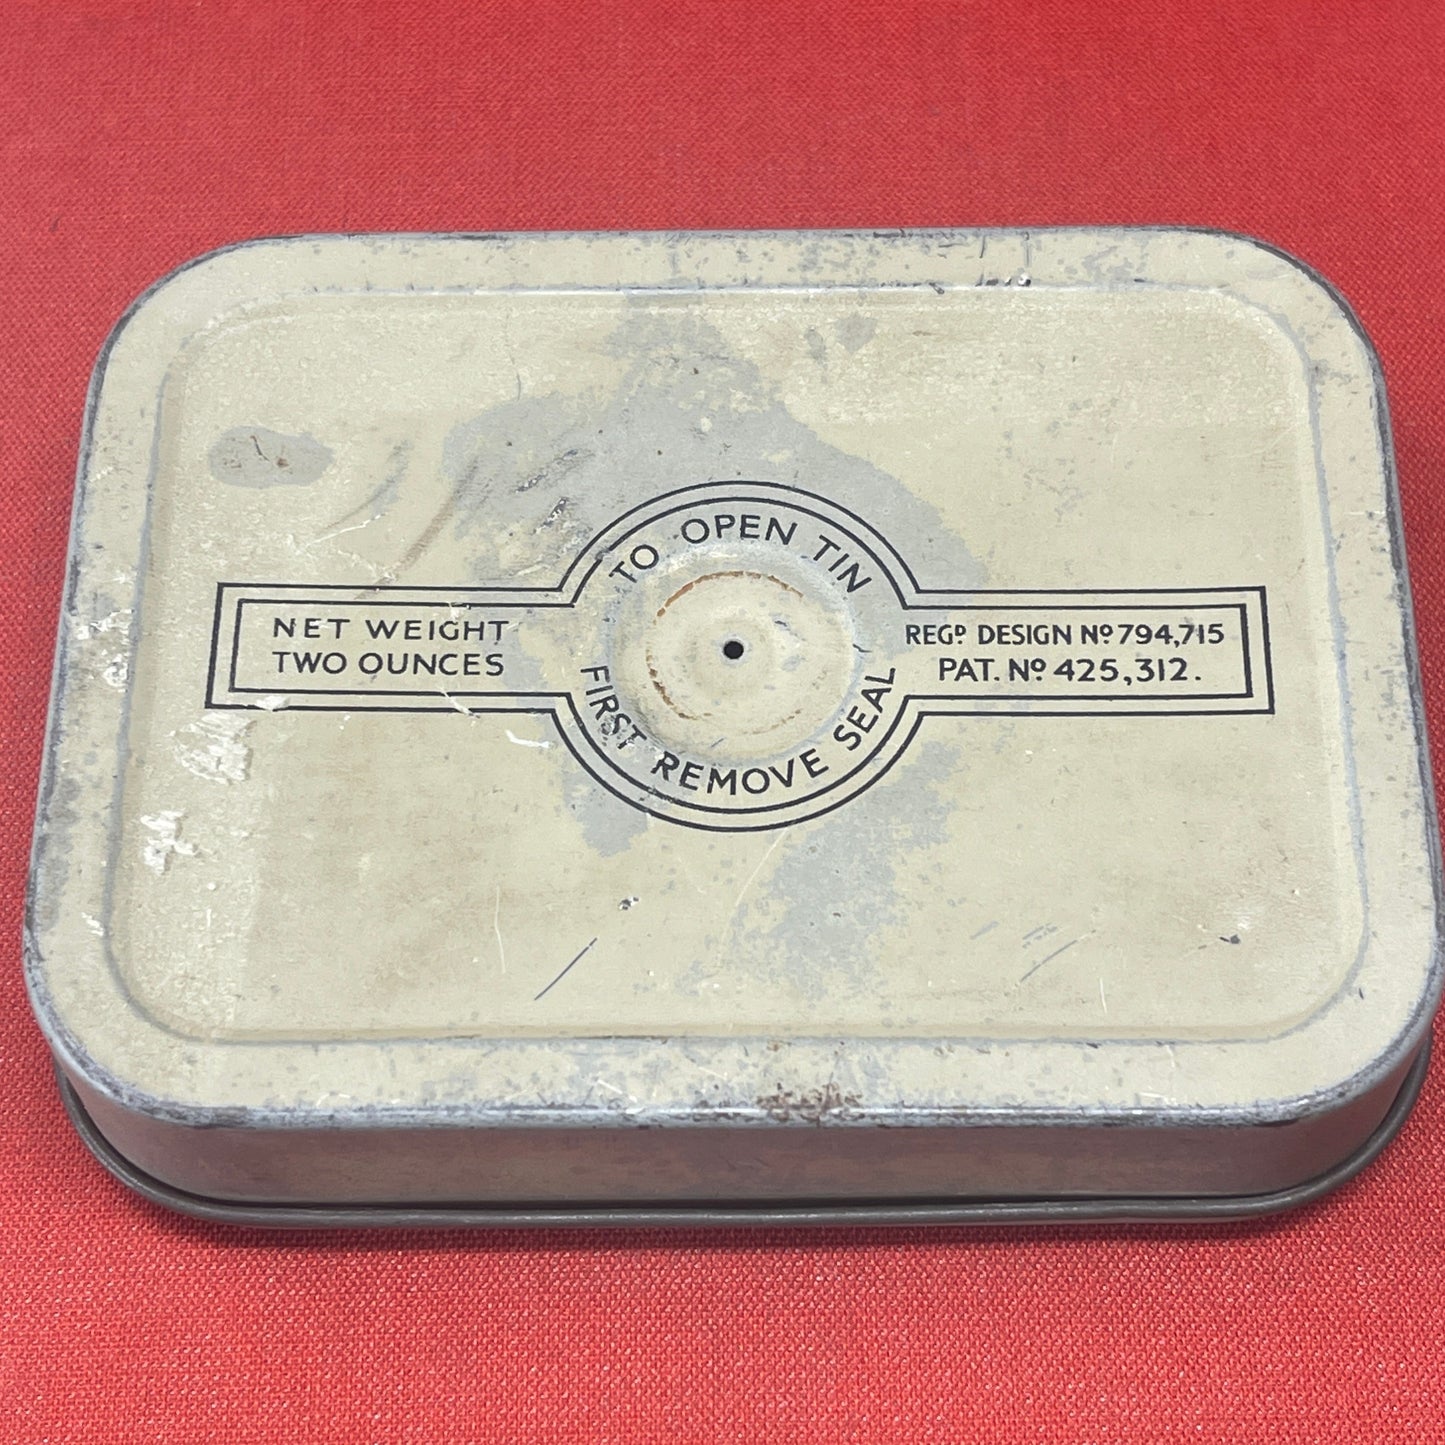 NET WEIGHT
TWO OUNCES
TO OPEN TIN
FIRST REMOVE SEAL
REGD. DESIGN No. 794,715
PAT. No. 425,312.